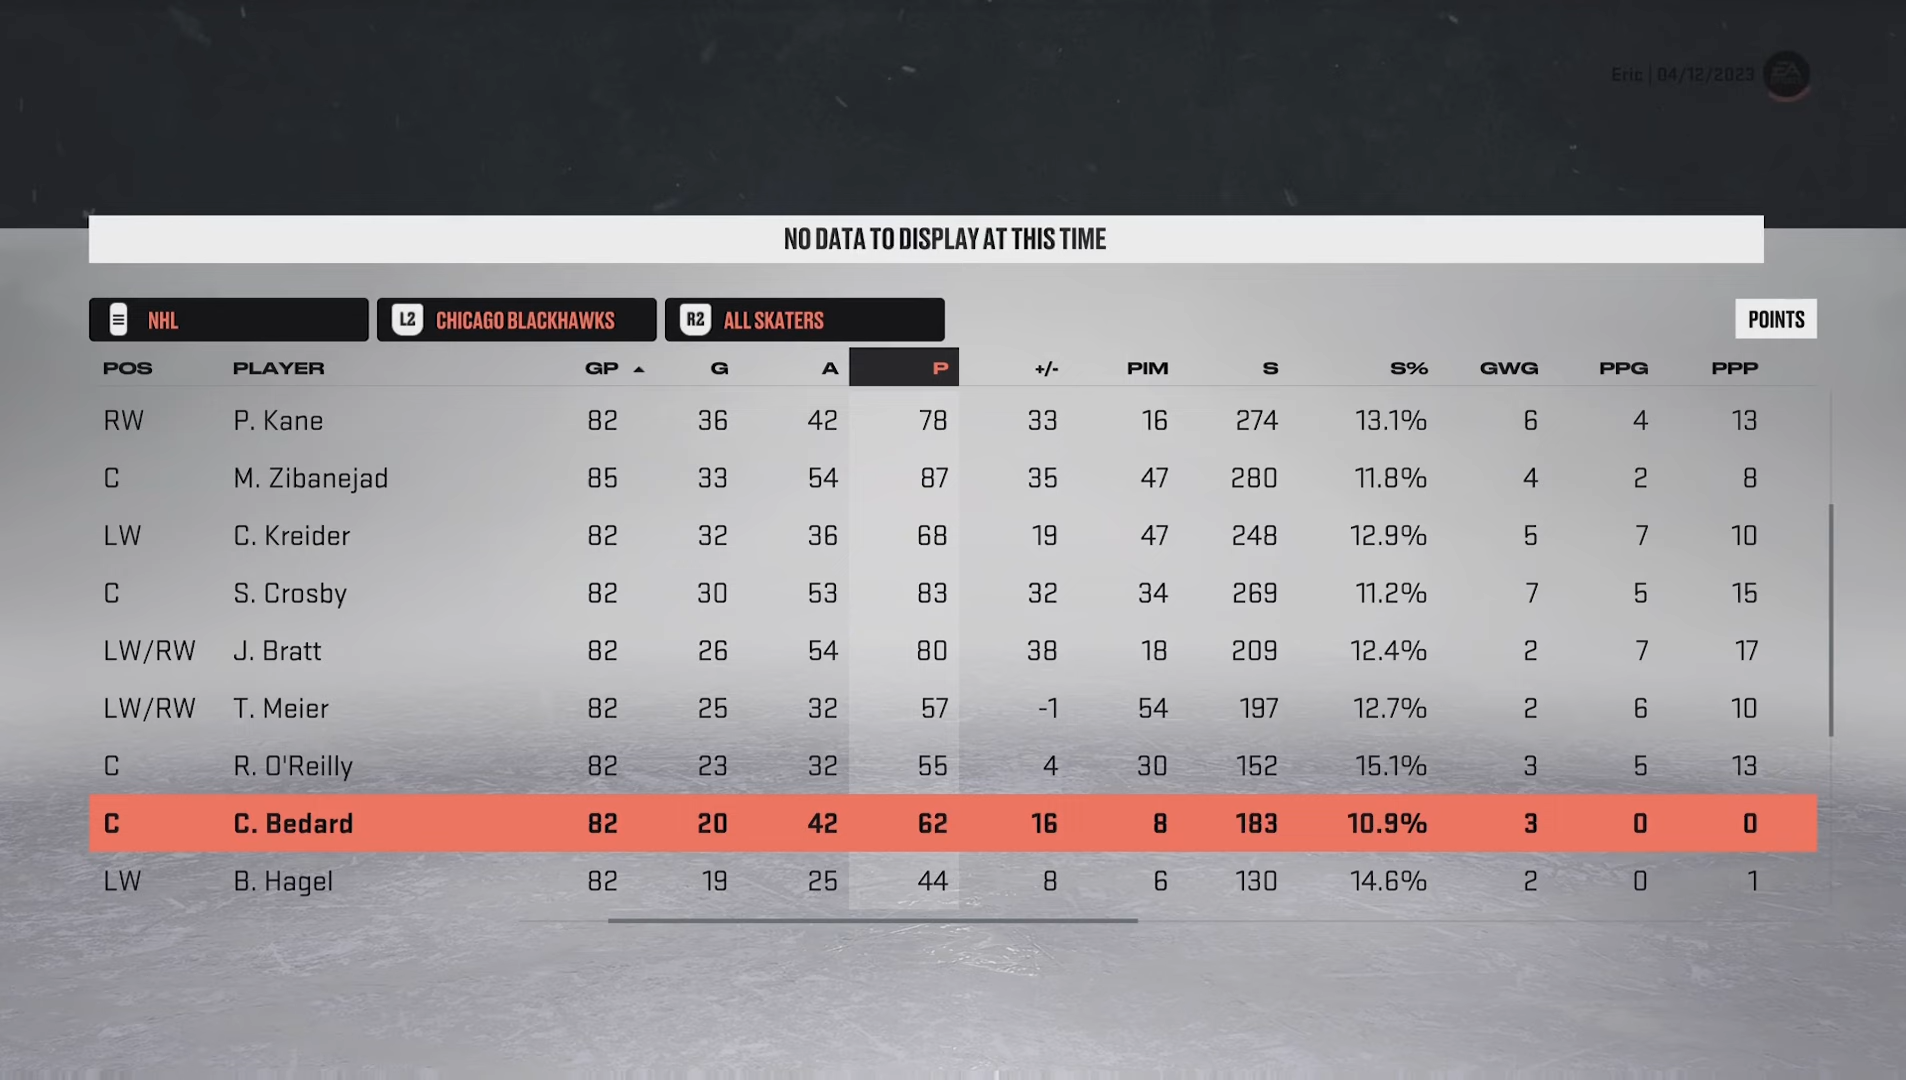 Eric | 04/12/2023
EA
NO DATA TO DISPLAY AT THIS TIME
NHL L2 CHICAGO BLACKHAWKS R2 ALL SKATERS POINTS
POS PLAYER GP G A P +/- PIM S S% GWG PPG PPP
RW P. Kane 82 36 42 78 33 16 274 13.1% 6 4 13
C M. Zibanejad 85 33 54 87 35 47 280 11.8% 4 2 8
LW C. Kreider 82 32 36 68 19 47 248 12.9% 5 7 10
C S. Crosby 82 30 53 83 32 34 269 11.2% 7 5 15
LW/RW J. Bratt 82 26 54 80 38 18 209 12.4% 2 7 17
LW/RW T. Meier 82 25 32 57 -1 54 197 12.7% 2 6 10
C R. O'Reilly 82 23 32 55 4 30 152 15.1% 3 5 13
C C. Bedard 82 20 42 62 16 8 183 10.9% 3 0 0
LW B. Hagel 82 19 25 44 8 6 130 14.6% 2 0 1